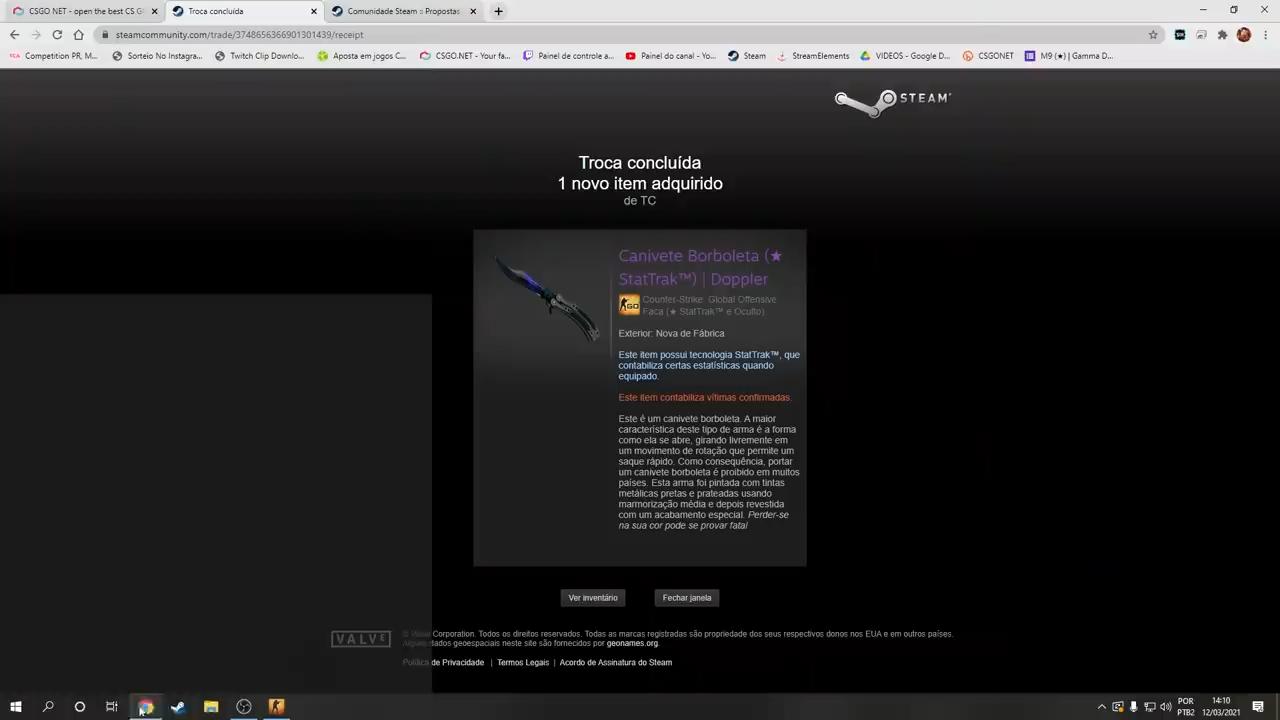 CSGO.NET - open the best CS.G
Troca concluída
Comunidade Steam :: Propostas
steamcommunity.com/trade/3748656366901301439/receipt
Competition PR, M...
Sorteio No Instagra...
Twitch Clip Downlo...
Aposta em jogos d...
CSGO.NET - Your fa...
Painel de controle a...
Painel do canal - Yo...
Steam
StreamElements
VIDEOS - Google D...
CSGONET
M9 (★) | Gamma D...
STEAM
Troca concluída
1 novo item adquirido
de TC
Canivete Borboleta (★
StatTrak™) | Doppler
Counter-Strike: Global Offensive
Faca (★ StatTrak™ e Oculto)
Exterior: Nova de Fábrica
Este item possui tecnologia StatTrak™, que
contabiliza certas estatísticas quando
equipado.
Este item contabiliza vítimas confirmadas.
Este é um canivete borboleta. A maior
característica deste tipo de arma é a forma
como ela se abre, girando livremente em
um movimento de rotação que permite um
saque rápido. Como consequência, portar
um canivete borboleta é proibido em muitos
países. Esta arma foi pintada com tintas
metálicas pretas e prateadas usando
marmorização média e depois revestida
com um acabamento especial. Perder-se
na sua cor pode se provar fatal
Ver inventário
Fechar janela
VALVE
© Valve Corporation. Todos os direitos reservados. Todas as marcas registradas são propriedade dos seus respectivos donos nos EUA e em outros países.
Alguns dados geoespaciais neste site são fornecidos por geonames.org.
Política de Privacidade | Termos Legais | Acordo de Assinatura do Steam
POR
PTB2
14:10
12/03/2021